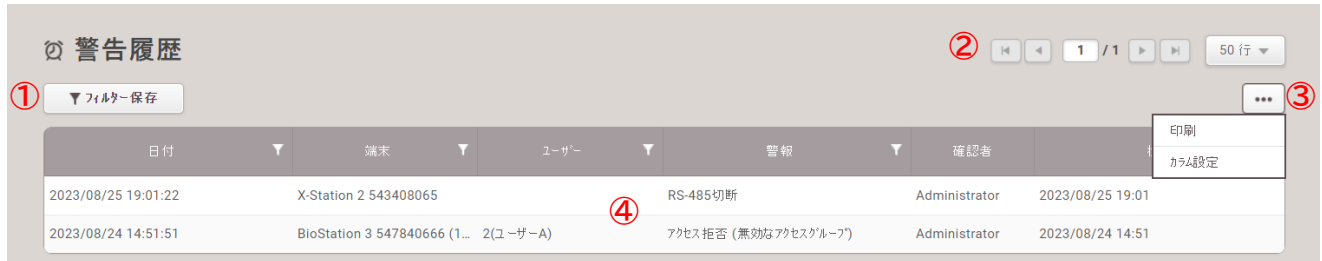 警告履歴
② 1 / 1 50 行
① フィルター保存
••• ③
印刷
カラム設定
日付 端末 ユーザー 警報 確認者
2023/08/25 19:01:22 X-Station 2 543408065 RS-485切断 Administrator 2023/08/25 19:01
④
2023/08/24 14:51:51 BioStation 3 547840666 (1... 2(ユーザーA) アクセス拒否 (無効なアクセスグループ) Administrator 2023/08/24 14:51